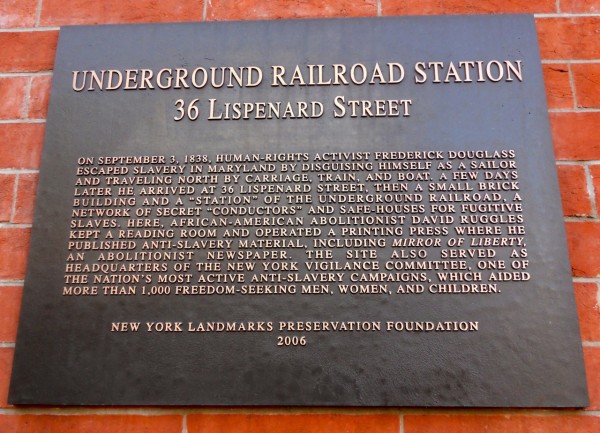 UNDERGROUND RAILROAD STATION
36 LISPENARD STREET
ON SEPTEMBER 3, 1838, HUMAN-RIGHTS ACTIVIST FREDERICK DOUGLASS
ESCAPED SLAVERY IN MARYLAND BY DISGUISING HIMSELF AS A SAILOR
AND TRAVELING NORTH BY CARRIAGE, TRAIN, AND BOAT. A FEW DAYS
LATER HE ARRIVED AT 36 LISPENARD STREET, THEN A SMALL BRICK
BUILDING AND A “STATION” OF THE UNDERGROUND RAILROAD, A
NETWORK OF SECRET “CONDUCTORS” AND SAFE-HOUSES FOR FUGITIVE
SLAVES. HERE, AFRICAN-AMERICAN ABOLITIONIST DAVID RUGGLES
KEPT A READING ROOM AND OPERATED A PRINTING PRESS WHERE HE
PUBLISHED ANTI-SLAVERY MATERIAL, INCLUDING MIRROR OF LIBERTY,
AN ABOLITIONIST NEWSPAPER. THE SITE ALSO SERVED AS
HEADQUARTERS OF THE NEW YORK VIGILANCE COMMITTEE, ONE OF
THE NATION’S MOST ACTIVE ANTI-SLAVERY CAMPAIGNS, WHICH AIDED
MORE THAN 1,000 FREEDOM-SEEKING MEN, WOMEN, AND CHILDREN.
NEW YORK LANDMARKS PRESERVATION FOUNDATION
2006